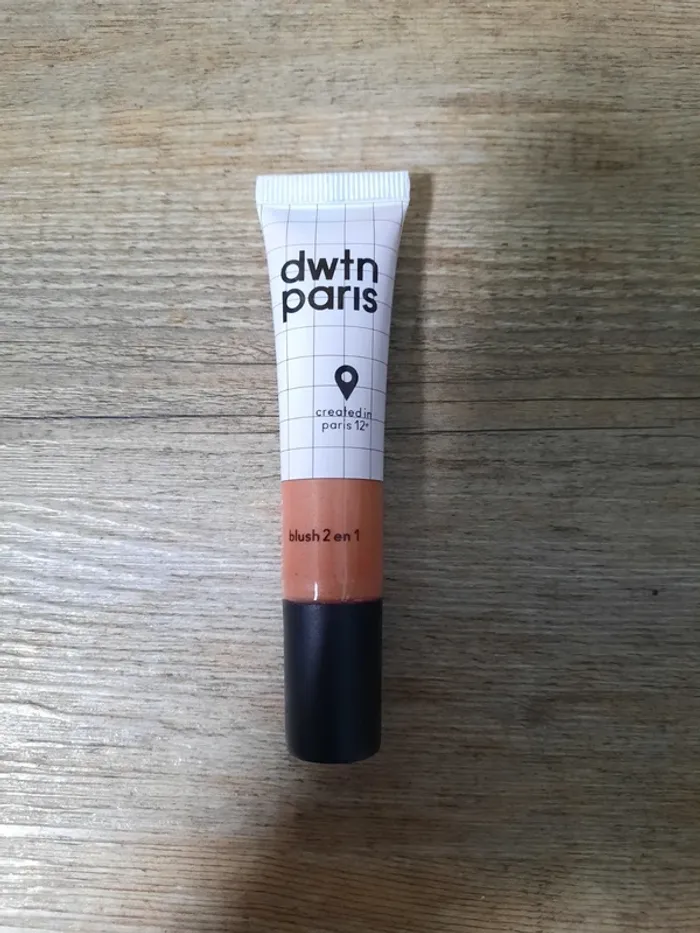 dwtn
paris
created in
paris 12e
blush 2 en 1